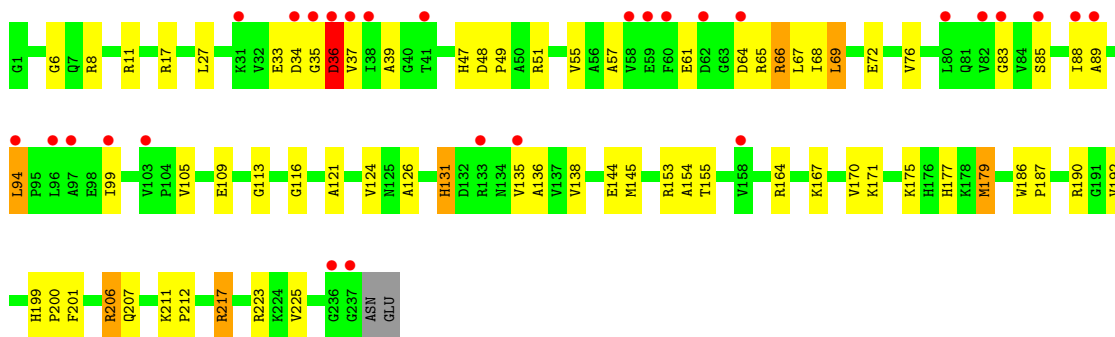 G1 G6 Q7 R8 R11 R17 L27 K31 V32 E33 D34 G35 D36 V37 I38 A39 G40 T41 H47 D48 P49 A50 R51 V55 A56 A57 V58 E59 F60 E61 D62 G63 D64 R65 R66 L67 I68 L69 E72 V76 L80 Q81 V82 G83 V84 S85 I88 A89
L94 P95 L96 A97 E98 I99 V103 P104 V105 E109 G113 G116 A121 V124 N125 A126 H131 D132 R133 N134 V135 A136 V137 V138 E144 M145 R153 A154 T155 V158 R164 K167 V170 K171 K175 H176 H177 K178 M179 W186 P187 R190 G191
H199 P200 F201 R206 Q207 K211 P212 R217 R223 K224 V225 G236 G237 ASN GLU